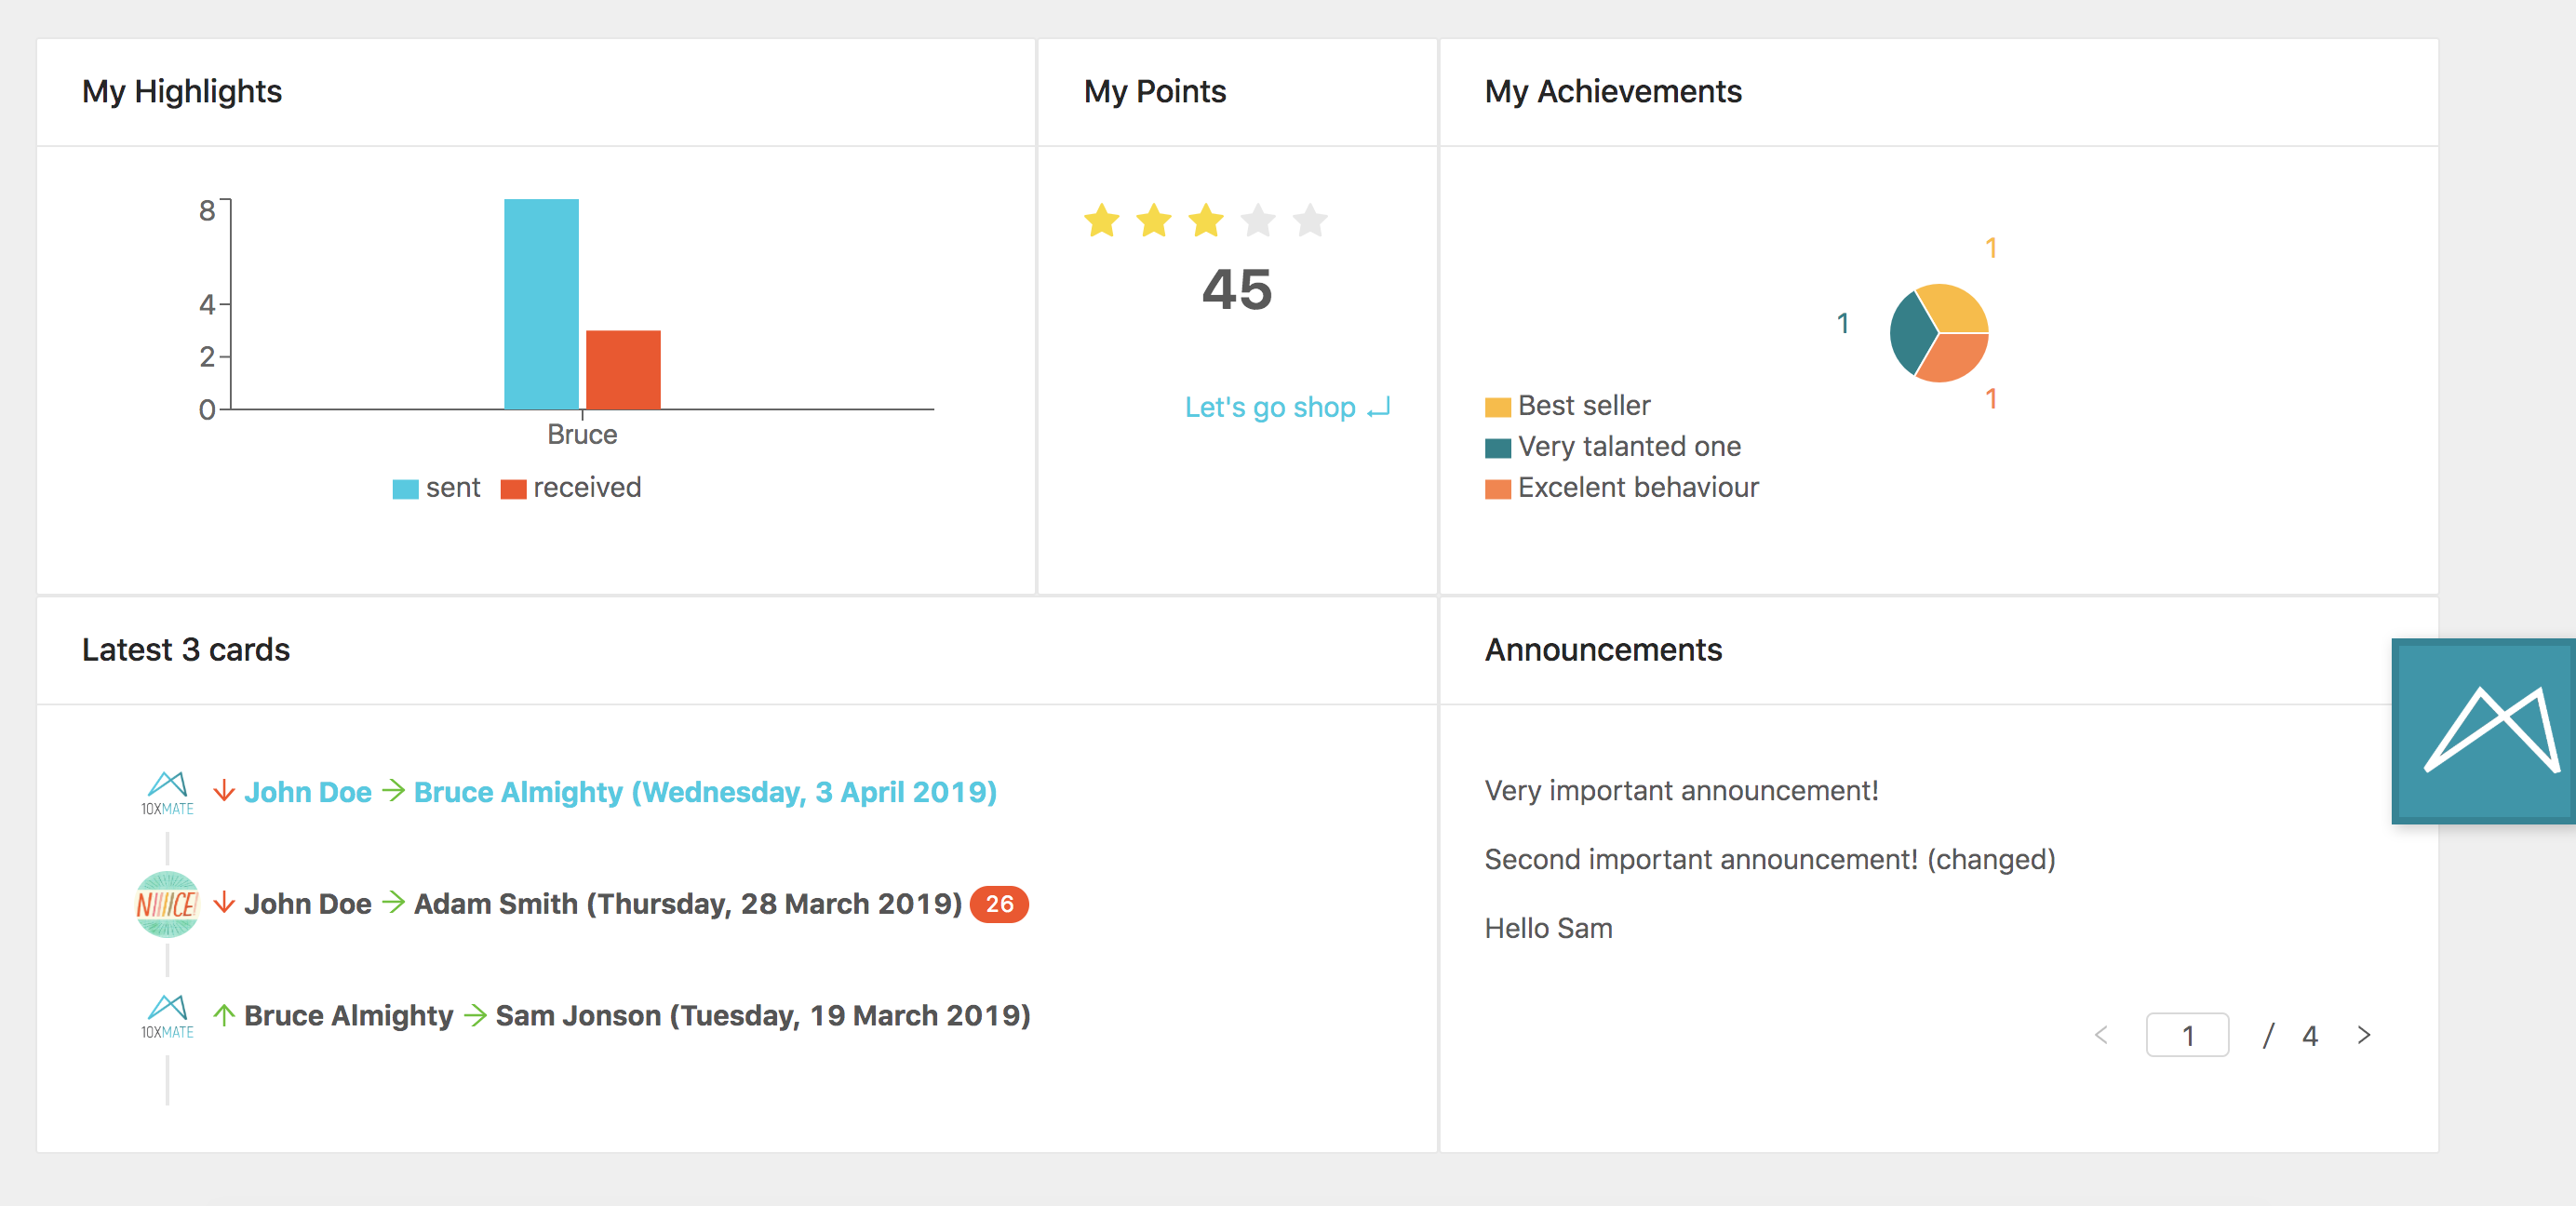 My Highlights
My Points
My Achievements
8
4
2
0
Bruce
sent received
45
Let's go shop
1
1
1
Best seller
Very talanted one
Excelent behaviour
Latest 3 cards
Announcements
10XMATE
John Doe → Bruce Almighty (Wednesday, 3 April 2019)
NIIIICE!
John Doe → Adam Smith (Thursday, 28 March 2019) 26
10XMATE
Bruce Almighty → Sam Jonson (Tuesday, 19 March 2019)
Very important announcement!
Second important announcement! (changed)
Hello Sam
< 1 / 4 >